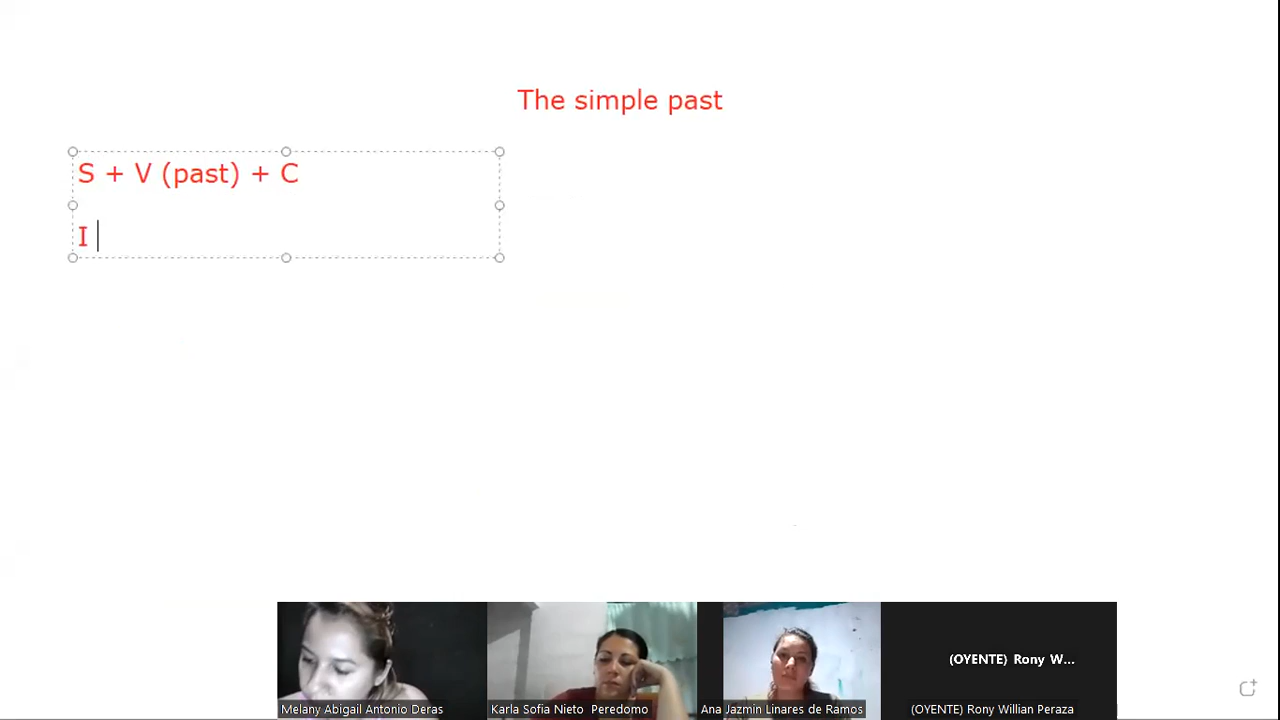 The simple past
S + V (past) + C
I
(OYENTE) Rony W...
Melany Abigail Antonio Deras
Karla Sofia Nieto Peredomo
Ana Jazmin Linares de Ramos
(OYENTE) Rony Willian Peraza